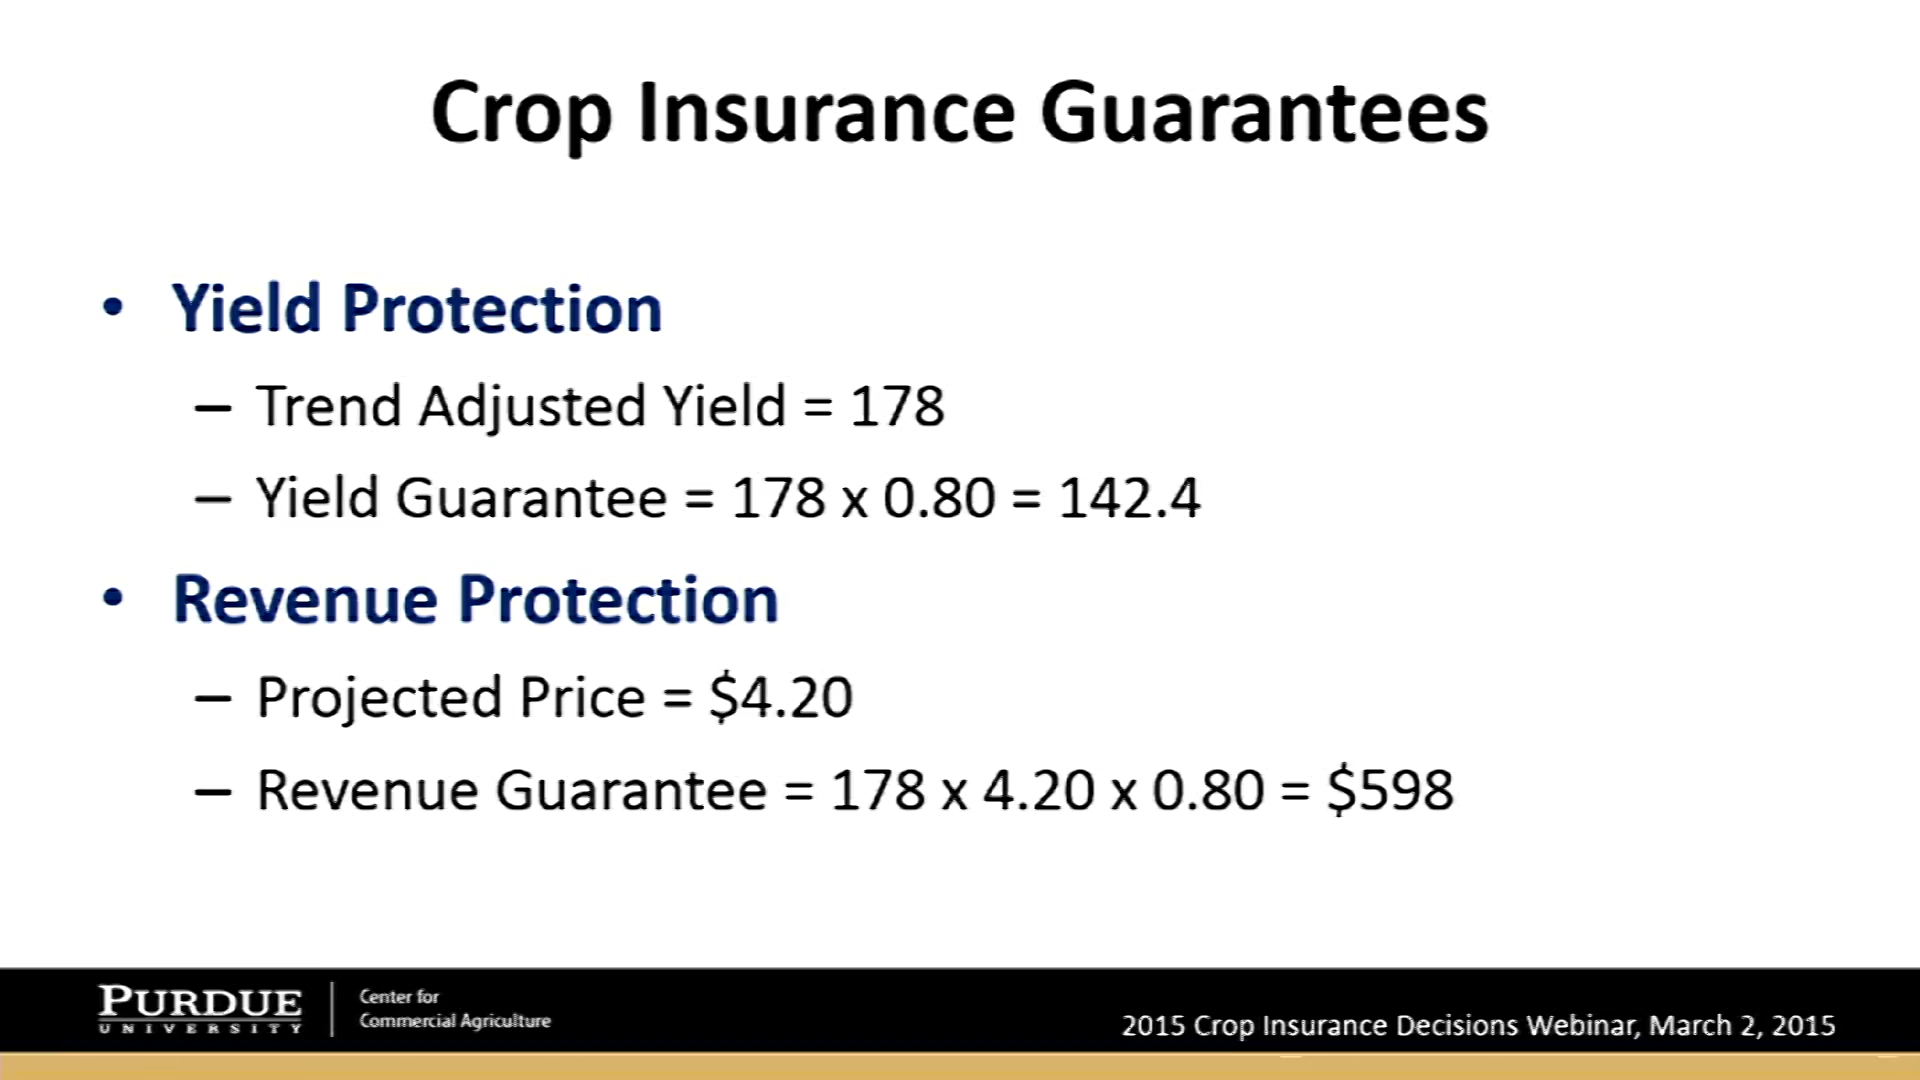 Crop Insurance Guarantees
• Yield Protection
– Trend Adjusted Yield = 178
– Yield Guarantee = 178 x 0.80 = 142.4
• Revenue Protection
– Projected Price = $4.20
– Revenue Guarantee = 178 x 4.20 x 0.80 = $598
PURDUE
UNIVERSITY
Center for
Commercial Agriculture
2015 Crop Insurance Decisions Webinar, March 2, 2015